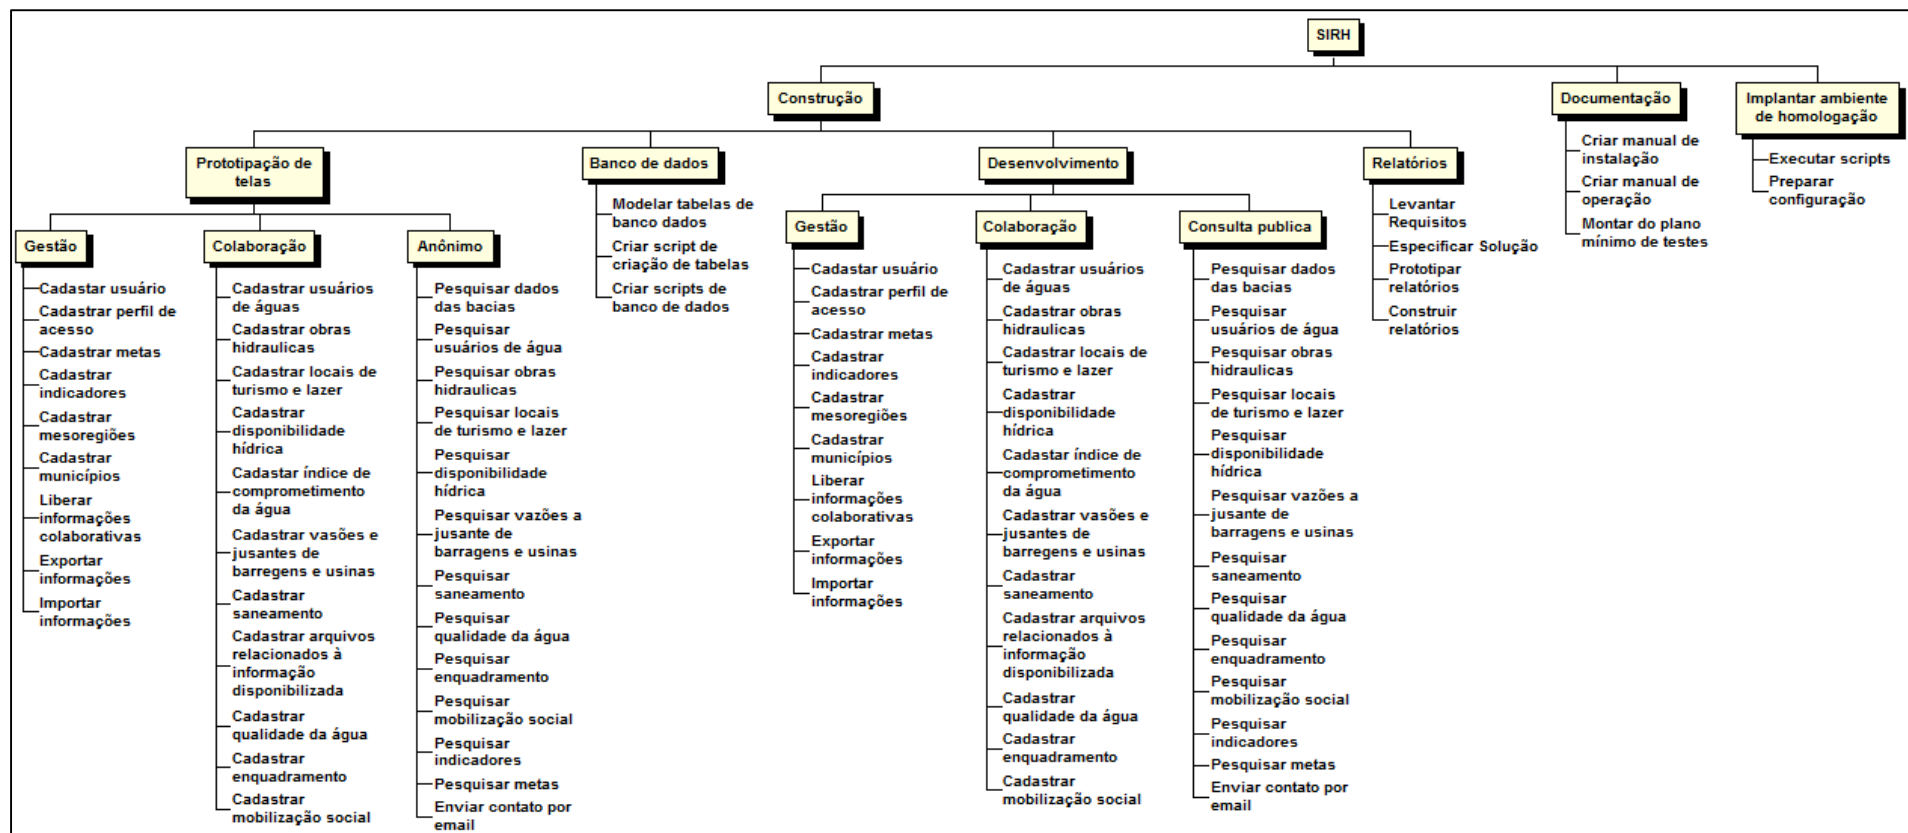 SIRH
Construção
Documentação
Implantar ambiente
de homologação
Prototipação de
telas
Banco de dados
Desenvolvimento
Relatórios
Criar manual de
instalação
Criar manual de
operação
Montar do plano
mínimo de testes
Executar scripts
Preparar
configuração
Gestão
Cadastar usuário
Cadastrar perfil de
acesso
Cadastrar metas
Cadastrar
indicadores
Cadastrar
mesoregiões
Cadastrar
municípios
Liberar
informações
colaborativas
Exportar
informações
Importar
informações
Colaboração
Cadastrar usuários
de águas
Cadastrar obras
hidraulicas
Cadastrar locais de
turismo e lazer
Cadastrar
disponibilidade
hídrica
Cadastar índice de
comprometimento
da água
Cadastrar vasões e
jusantes de
barregens e usinas
Cadastrar
saneamento
Cadastrar arquivos
relacionados à
informação
disponibilizada
Cadastrar
qualidade da água
Cadastrar
enquadramento
Cadastrar
mobilização social
Anônimo
Pesquisar dados
das bacias
Pesquisar
usuários de água
Pesquisar obras
hidraulicas
Pesquisar locais
de turismo e lazer
Pesquisar
disponibilidade
hídrica
Pesquisar vazões a
jusante de
barragens e usinas
Pesquisar
saneamento
Pesquisar
qualidade da água
Pesquisar
enquadramento
Pesquisar
mobilização social
Pesquisar
indicadores
Pesquisar metas
Enviar contato por
email
Modelar tabelas de
banco dados
Criar script de
criação de tabelas
Criar scripts de
banco de dados
Gestão
Cadastar usuário
Cadastrar perfil de
acesso
Cadastrar metas
Cadastrar
indicadores
Cadastrar
mesoregiões
Cadastrar
municípios
Liberar
informações
colaborativas
Exportar
informações
Importar
informações
Colaboração
Cadastrar usuários
de águas
Cadastrar obras
hidraulicas
Cadastrar locais de
turismo e lazer
Cadastrar
disponibilidade
hídrica
Cadastar índice de
comprometimento
da água
Cadastrar vasões e
jusantes de
barregens e usinas
Cadastrar
saneamento
Cadastrar arquivos
relacionados à
informação
disponibilizada
Cadastrar
qualidade da água
Cadastrar
enquadramento
Cadastrar
mobilização social
Consulta publica
Pesquisar dados
das bacias
Pesquisar
usuários de água
Pesquisar obras
hidraulicas
Pesquisar locais
de turismo e lazer
Pesquisar
disponibilidade
hídrica
Pesquisar vazões a
jusante de
barragens e usinas
Pesquisar
saneamento
Pesquisar
qualidade da água
Pesquisar
enquadramento
Pesquisar
mobilização social
Pesquisar
indicadores
Pesquisar metas
Enviar contato por
email
Levantar
Requisitos
Especificar Solução
Prototipar
relatórios
Construir
relatórios